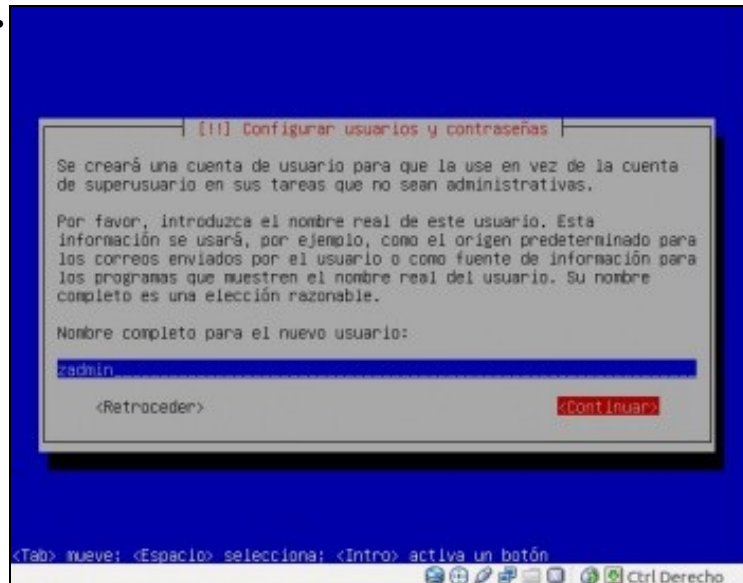 [!!] Configurar usuarios y contraseñas
Se creará una cuenta de usuario para que la use en vez de la cuenta
de superusuario en sus tareas que no sean administrativas.
Por favor, introduzca el nombre real de este usuario. Esta
información se usará, por ejemplo, como el origen predeterminado para
los correos enviados por el usuario o como fuente de información para
los programas que muestren el nombre real del usuario. Su nombre
completo es una elección razonable.
Nombre completo para el nuevo usuario:
zadmin
<Retroceder> <Continuar>
<Tab> mueve; <Espacio> selecciona; <Intro> activa un botón
Ctrl Derecho